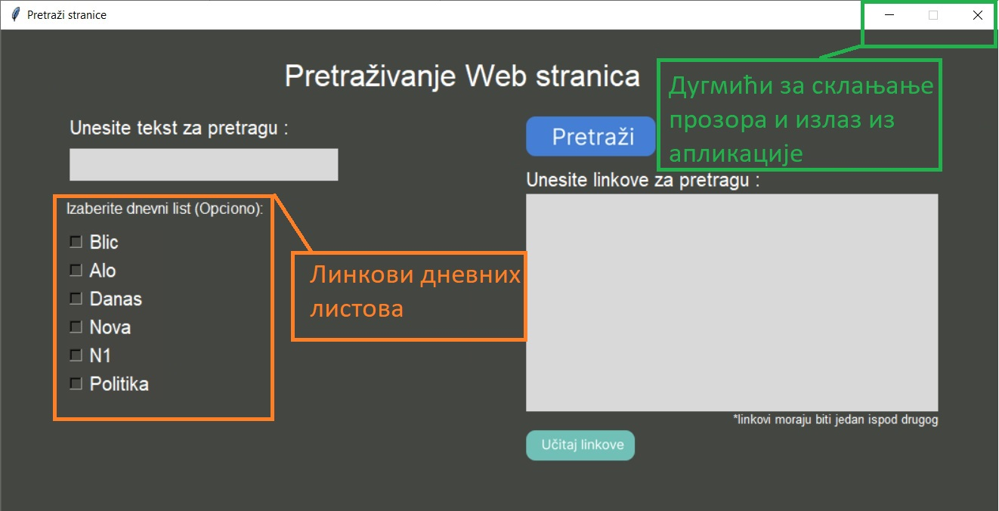 Pretraži stranice
Pretraživanje Web stranica
Дугмићи за склањање
прозора и излаз из
апликације
Unesite tekst za pretragu :
Pretraži
Unesite linkove za pretragu :
Izaberite dnevni list (Opciono):
Blic
Alo
Danas
Nova
N1
Politika
Линкови дневних
листова
*linkovi moraju biti jedan ispod drugog
Učitaj linkove